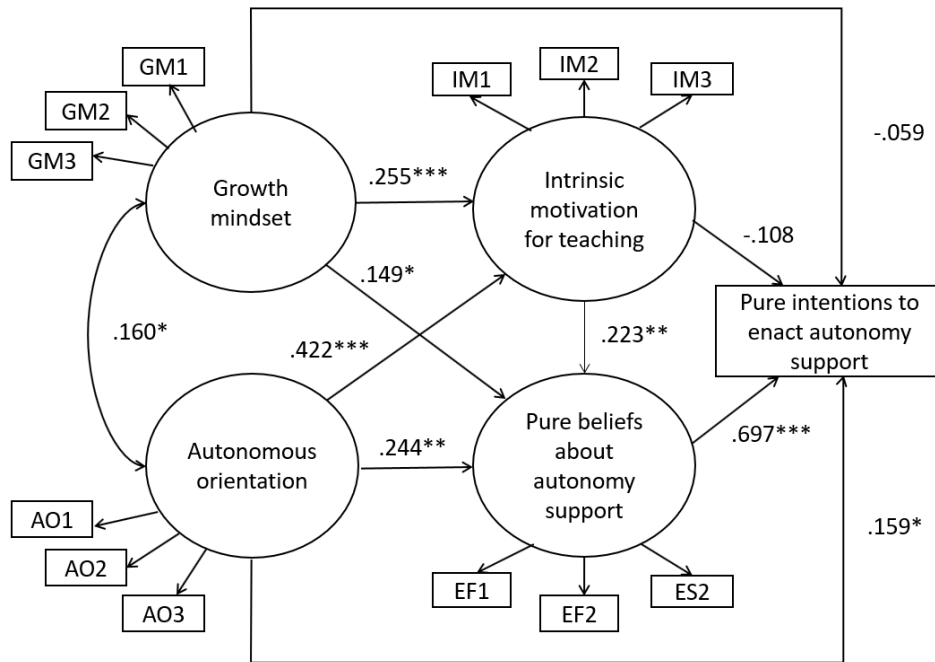 GM1
GM2
GM3
IM1
IM2
IM3
-.059
Growth
mindset
.255***
Intrinsic
motivation
for teaching
-.108
.149*
.160*
.422***
.223**
Pure intentions to
enact autonomy
support
Autonomous
orientation
.244**
Pure beliefs
about
autonomy
support
.697***
.159*
AO1
AO2
AO3
EF1
EF2
ES2